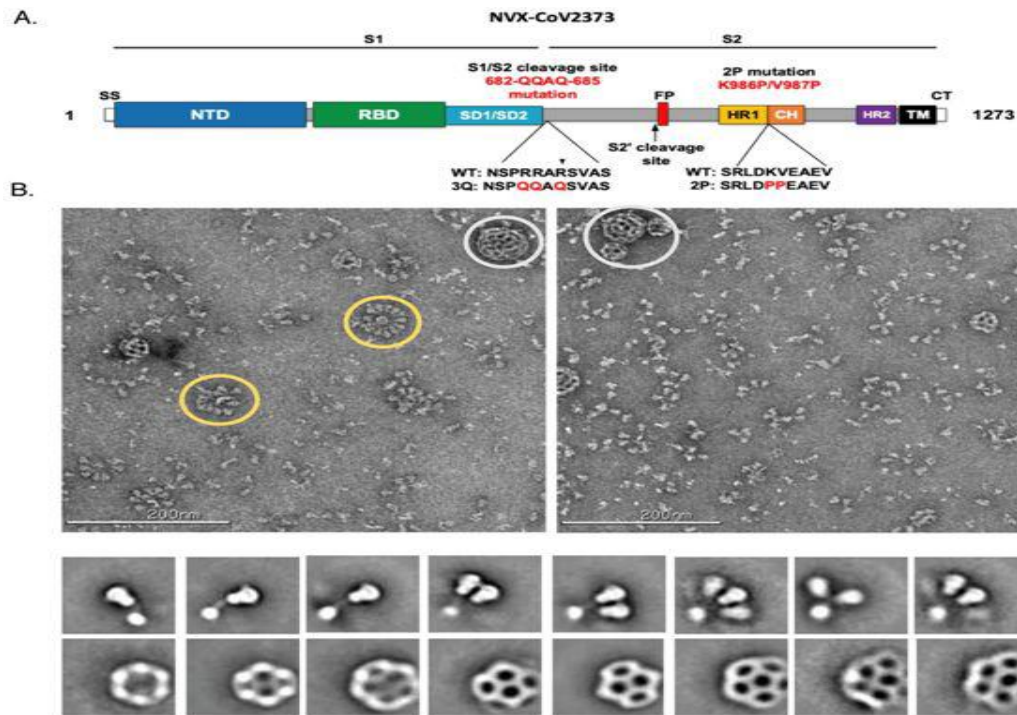 A.
NVX-CoV2373
S1 S2
S1/S2 cleavage site
682-QQAQ-685
mutation
2P mutation
K986P/V987P
SS FP CT
1 NTD RBD SD1/SD2 HR1 CH HR2 TM 1273
S2' cleavage
site
WT: NSPRRARSVAS WT: SRLDKVEAEV
3Q: NSPQQAQSVAS 2P: SRLDPPEAEV
B.
200nm 200nm